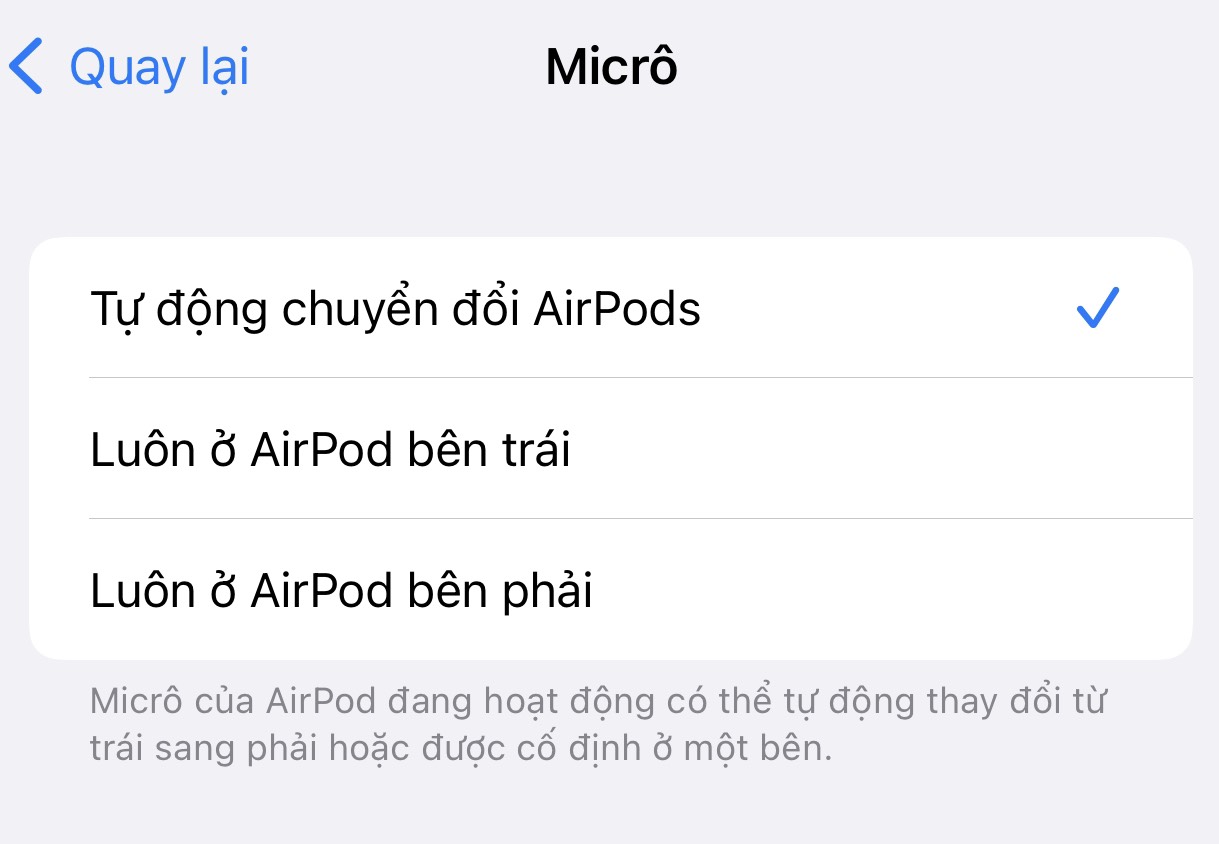 Quay lại
Micrô
Tự động chuyển đổi AirPods
Luôn ở AirPod bên trái
Luôn ở AirPod bên phải
Micrô của AirPod đang hoạt động có thể tự động thay đổi từ
trái sang phải hoặc được cố định ở một bên.